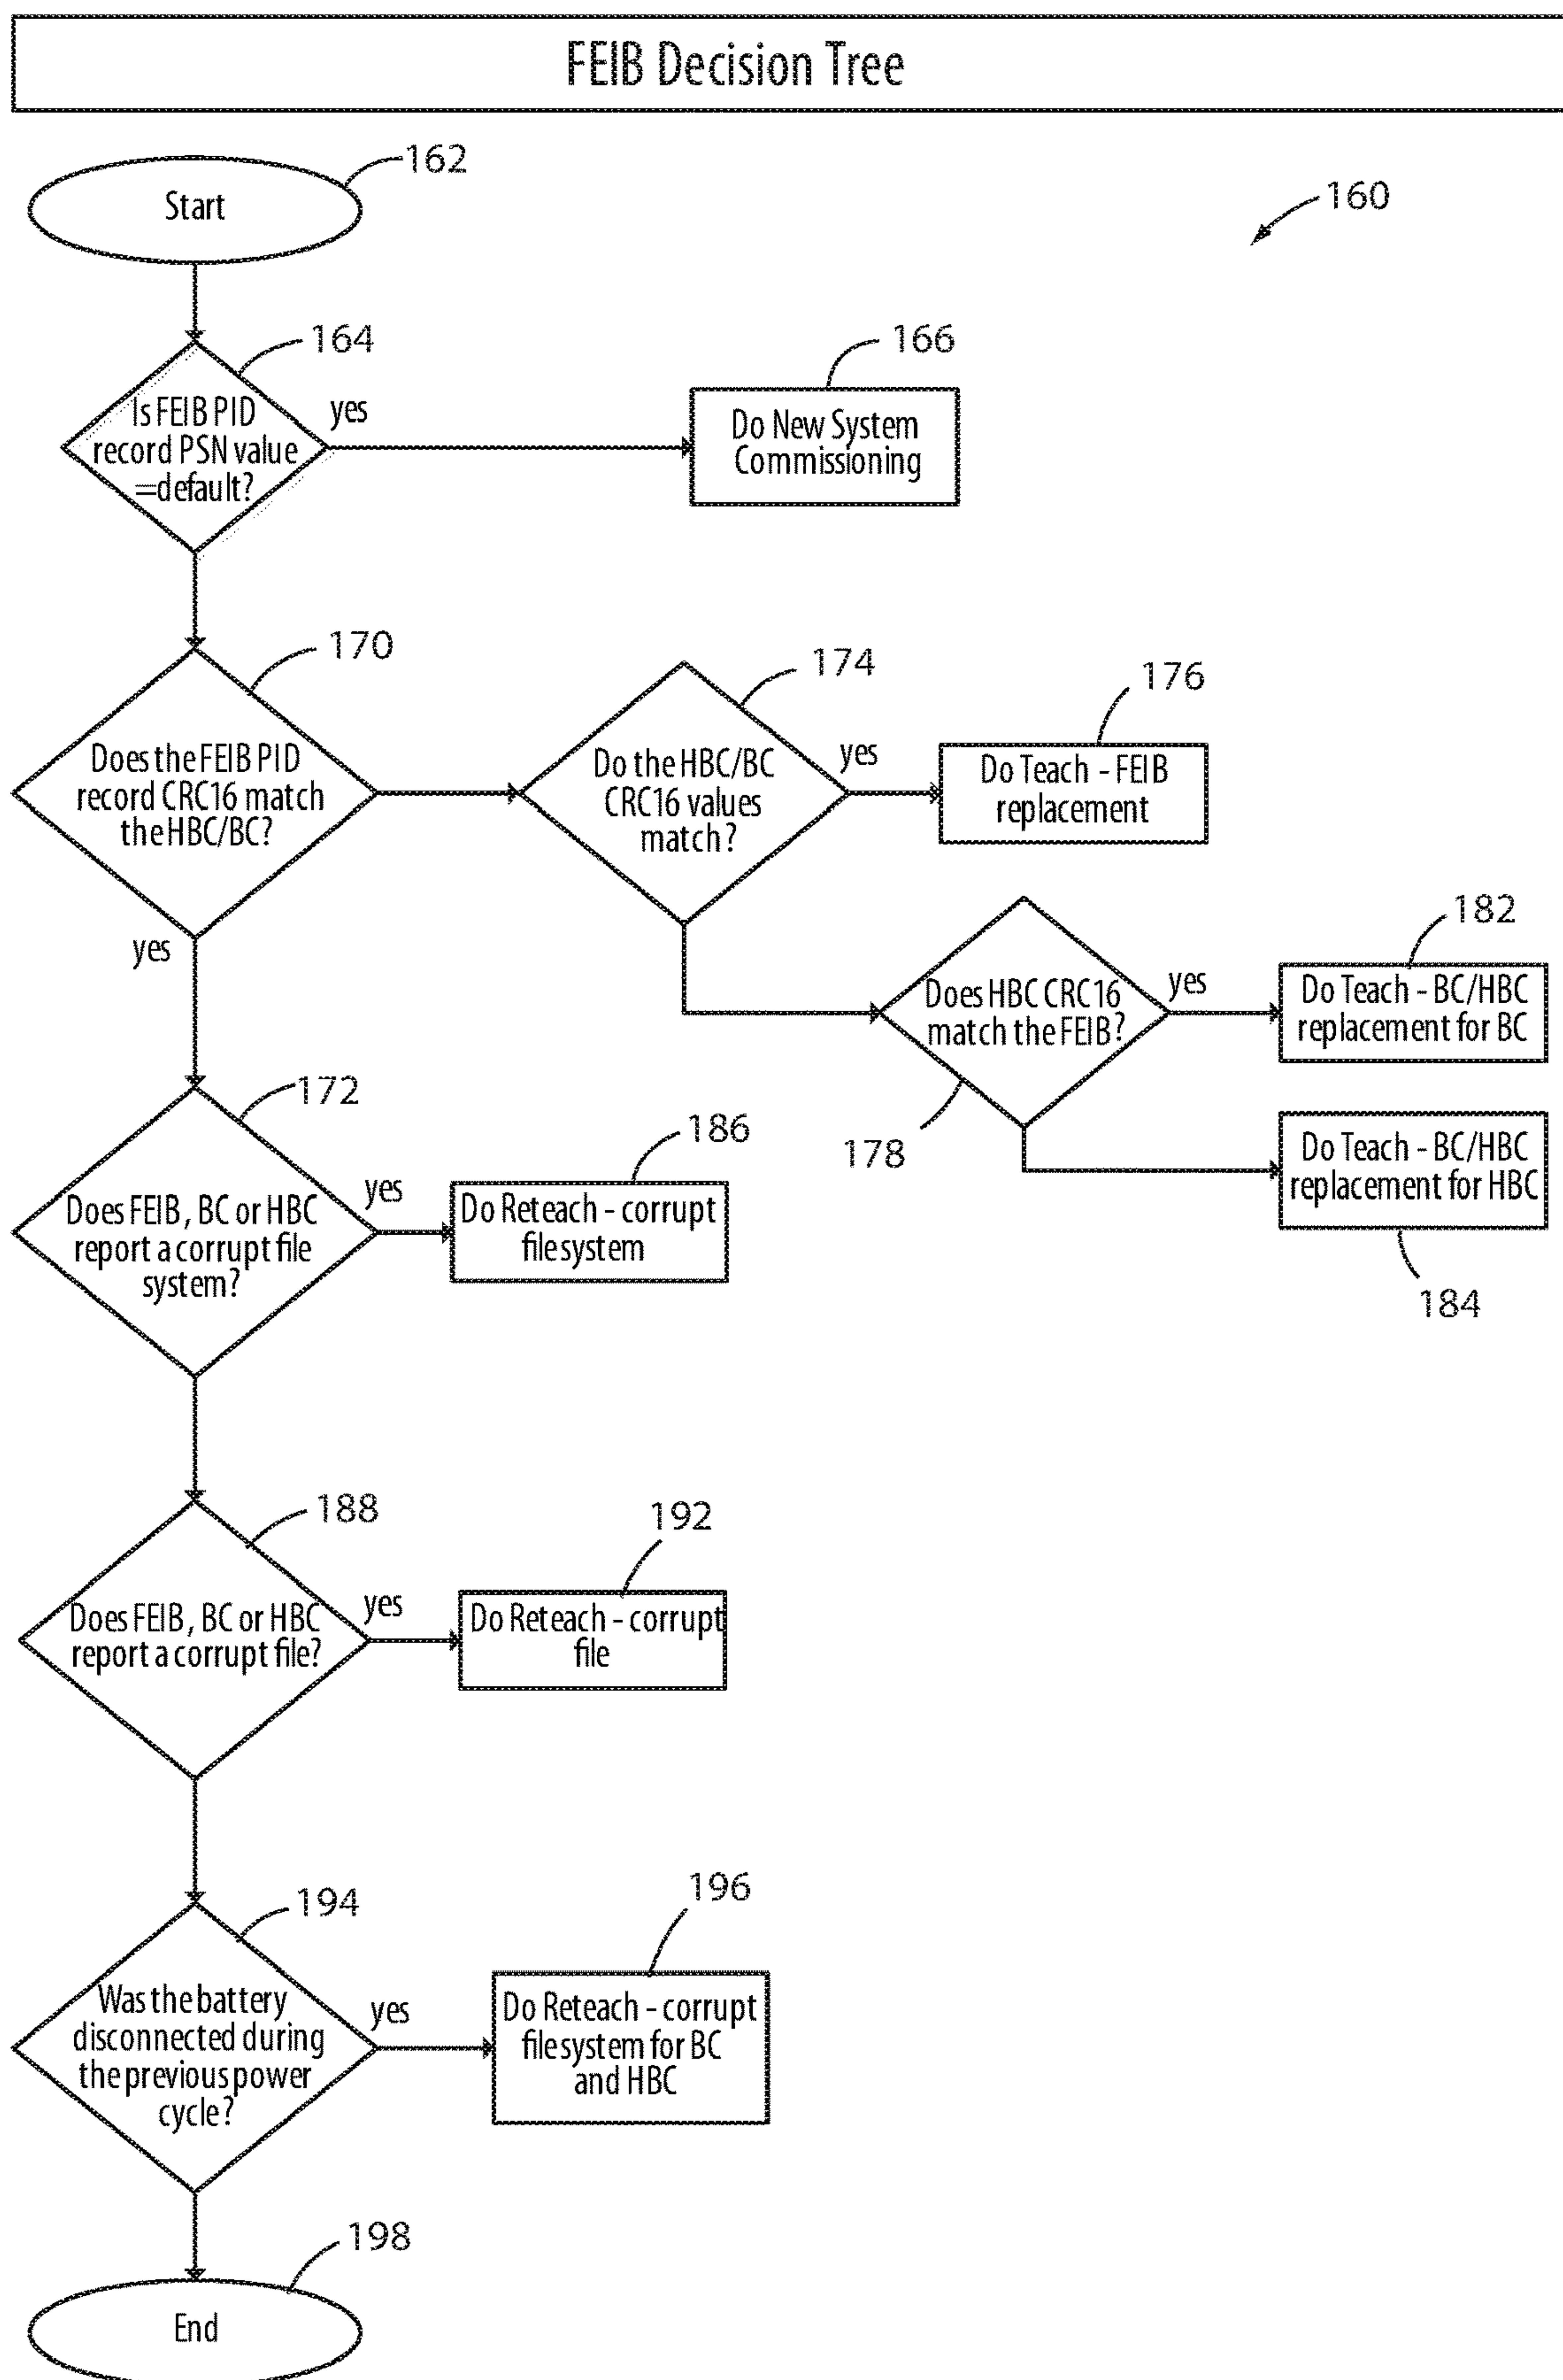 FEIB Decision Tree
162
Start
160
164
166
Is FEIB PID
record PSN value
=default?
yes
Do New System
Commissioning
170
174
176
Does the FEIB PID
record CRC16 match
the HBC/BC?
Do the HBC/BC
CRC16 values
match?
yes
Do Teach - FEIB
replacement
182
yes
Does HBC CRC16
match the FEIB?
yes
Do Teach - BC/HBC
replacement for BC
172
186
178
Do Teach - BC/HBC
replacement for HBC
184
Does FEIB, BC or HBC
report a corrupt file
system?
yes
Do Reteach - corrupt
filesystem
188
192
Does FEIB, BC or HBC
report a corrupt file?
yes
Do Reteach - corrupt
file
194
196
Was the battery
disconnected during
the previous power
cycle?
yes
Do Reteach - corrupt
filesystem for BC
and HBC
198
End